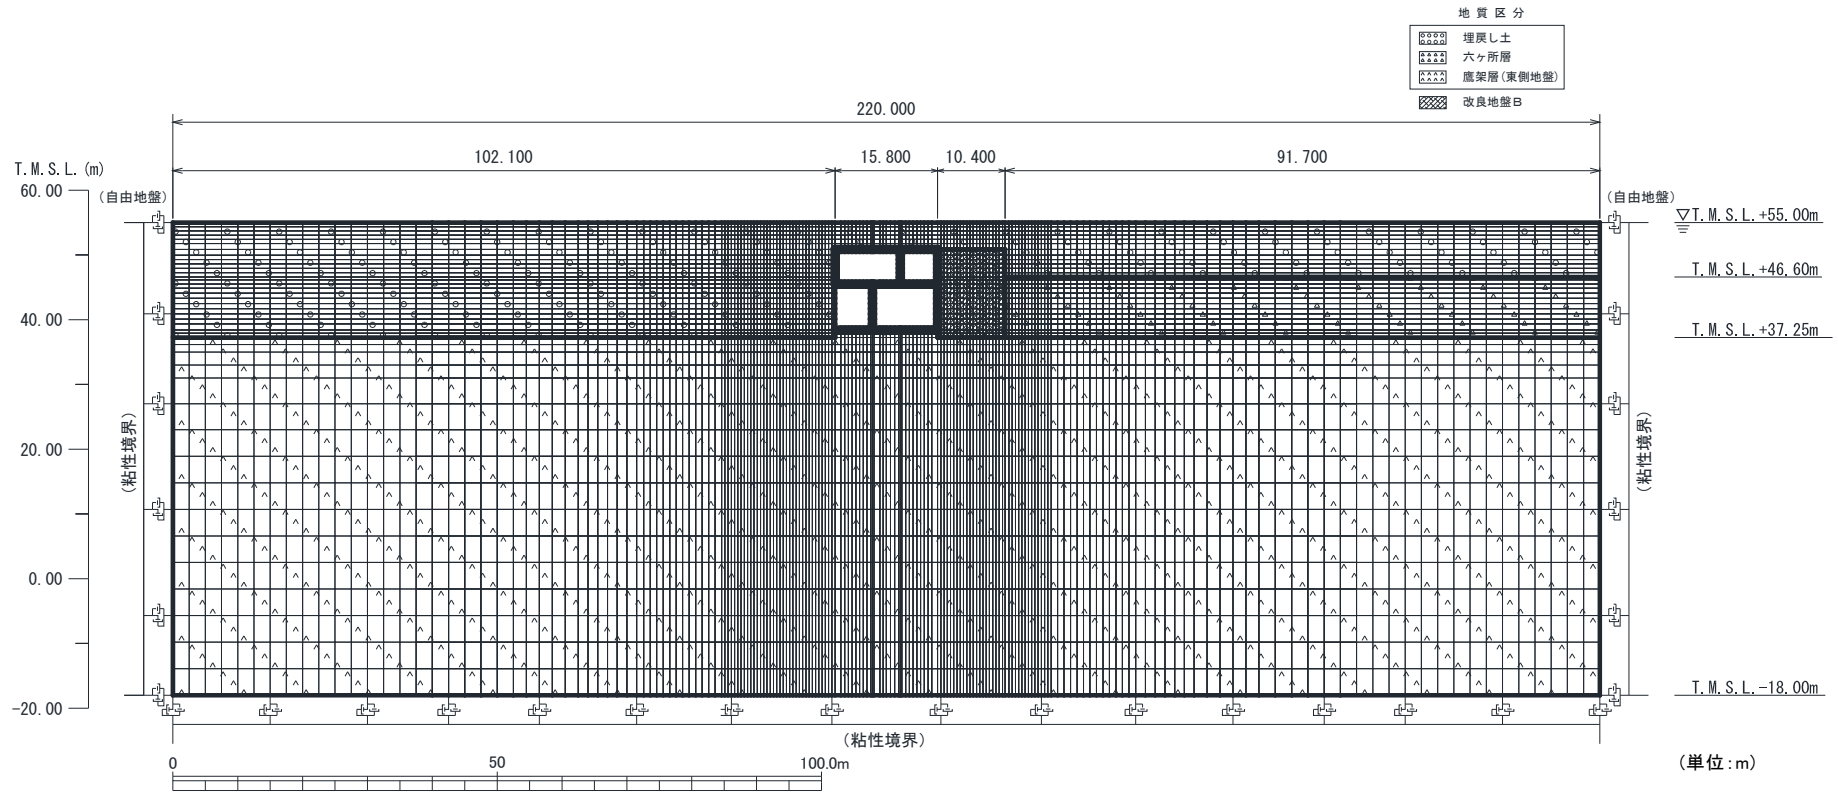 地質区分
埋戻し土
六ヶ所層
鷹架層(東側地盤)
改良地盤B
220.000
102.100 15.800 10.400 91.700
T.M.S.L.(m)
60.00
40.00
20.00
0.00
-20.00
(自由地盤)
(自由地盤)
(粘性境界)
(粘性境界)
▽T.M.S.L.+55.00m
T.M.S.L.+46.60m
T.M.S.L.+37.25m
T.M.S.L.-18.00m
(粘性境界)
0 50 100.0m
(単位:m)